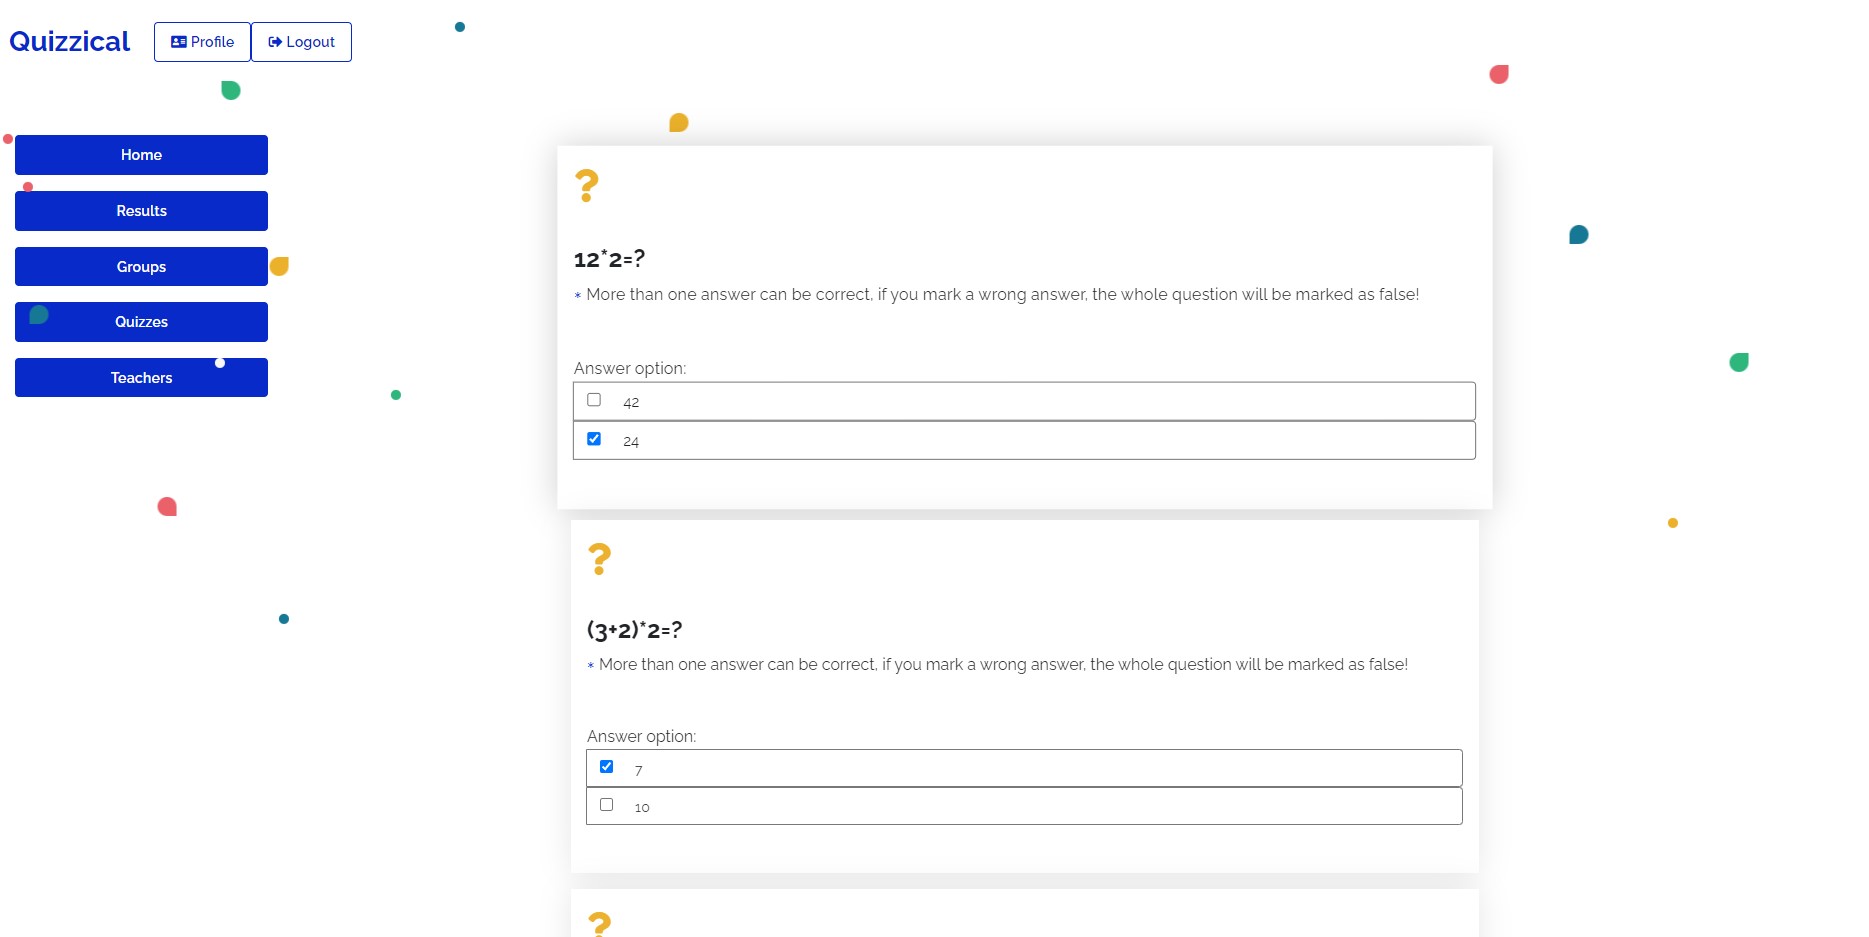 Quizzical
Profile
Logout
Home
Results
Groups
Quizzes
Teachers
?
12*2=?
* More than one answer can be correct, if you mark a wrong answer, the whole question will be marked as false!
Answer option:
42
24
?
(3+2)*2=?
* More than one answer can be correct, if you mark a wrong answer, the whole question will be marked as false!
Answer option:
7
10
?